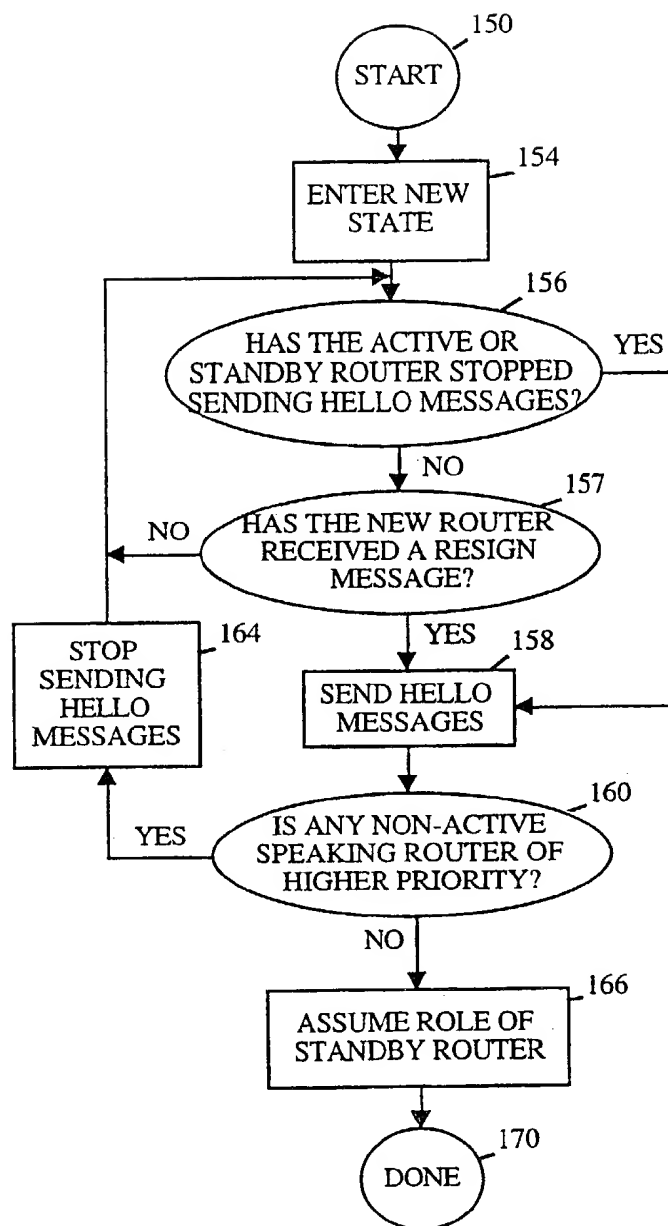 150
START
154
ENTER NEW
STATE
156
HAS THE ACTIVE OR
STANDBY ROUTER STOPPED
SENDING HELLO MESSAGES?
YES
NO
157
HAS THE NEW ROUTER
RECEIVED A RESIGN
MESSAGE?
NO
YES
164
STOP
SENDING
HELLO
MESSAGES
158
SEND HELLO
MESSAGES
160
IS ANY NON-ACTIVE
SPEAKING ROUTER OF
HIGHER PRIORITY?
YES
NO
166
ASSUME ROLE OF
STANDBY ROUTER
170
DONE